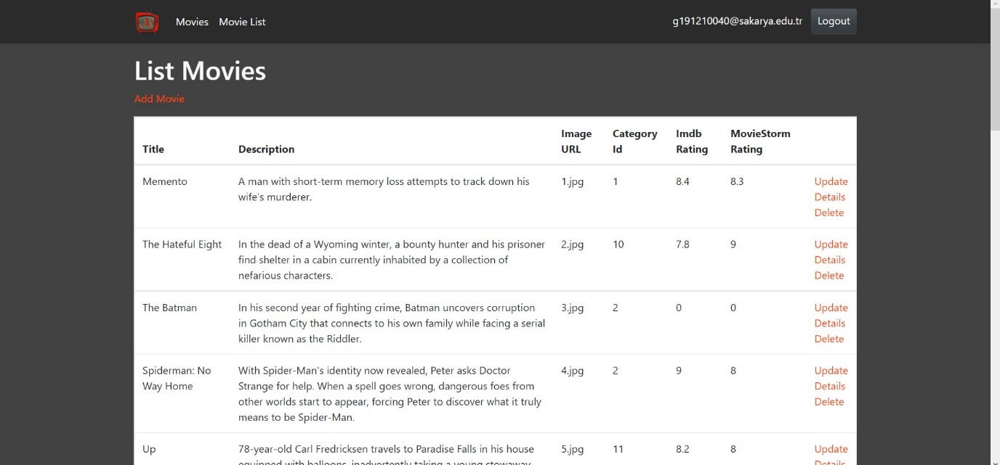 Movies Movie List g191210040@sakarya.edu.tr Logout
List Movies
Add Movie
Image Category Imdb MovieStorm
Title Description URL Id Rating Rating
Memento A man with short-term memory loss attempts to track down his 1.jpg 1 8.4 8.3 Update
wife's murderer. Details
Delete
The Hateful Eight In the dead of a Wyoming winter, a bounty hunter and his prisoner 2.jpg 10 7.8 9 Update
find shelter in a cabin currently inhabited by a collection of Details
nefarious characters. Delete
The Batman In his second year of fighting crime, Batman uncovers corruption 3.jpg 2 0 0 Update
in Gotham City that connects to his own family while facing a serial Details
killer known as the Riddler. Delete
Spiderman: No With Spider-Man's identity now revealed, Peter asks Doctor 4.jpg 2 9 8 Update
Way Home Strange for help. When a spell goes wrong, dangerous foes from Details
other worlds start to appear, forcing Peter to discover what it truly Delete
means to be Spider-Man.
Up 78-year-old Carl Fredricksen travels to Paradise Falls in his house 5.jpg 11 8.2 8 Update
equipped with balloons, inadvertently taking a young stowaway. Details